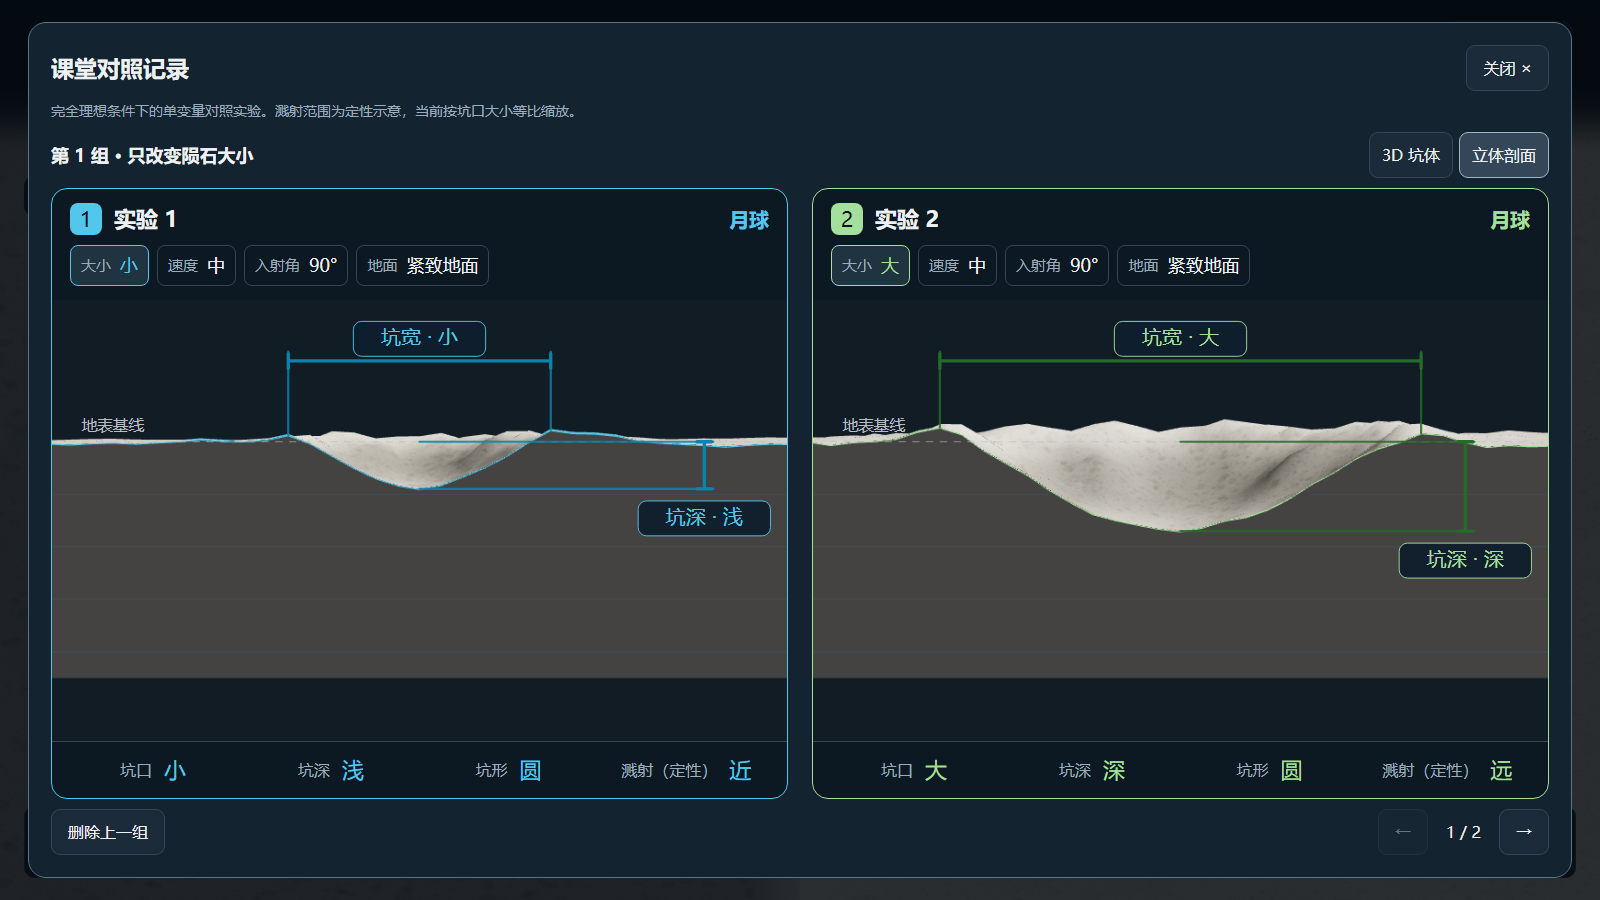 课堂对照记录
关闭 ×
完全理想条件下的单变量对照实验。溅射范围为定性示意，当前按坑口大小等比缩放。
第 1 组 • 只改变陨石大小
3D 坑体
立体剖面
1 实验 1 月球
大小 小 速度 中 入射角 90° 地面 紧致地面
坑宽 · 小
地表基线
坑深 · 浅
坑口 小 坑深 浅 坑形 圆 溅射（定性） 近
2 实验 2 月球
大小 大 速度 中 入射角 90° 地面 紧致地面
坑宽 · 大
地表基线
坑深 · 深
坑口 大 坑深 深 坑形 圆 溅射（定性） 远
删除上一组
← 1 / 2 →